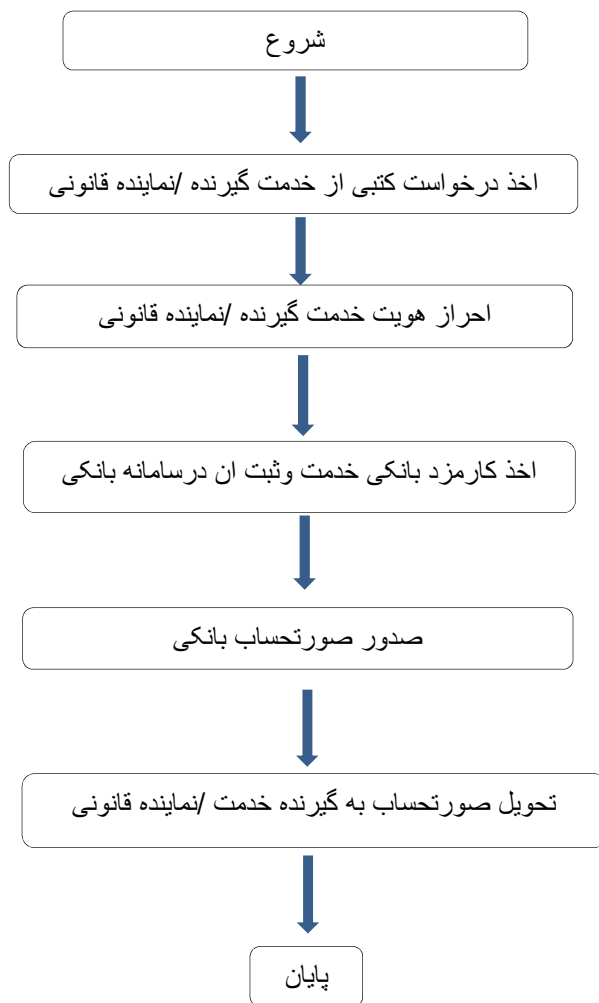 شروع
اخذ درخواست کتبی از خدمت گیرنده /نماینده قانونی
احراز هویت خدمت گیرنده /نماینده قانونی
اخذ کارمزد بانکی خدمت وثبت ان درسامانه بانکی
صدور صورتحساب بانکی
تحویل صورتحساب به گیرنده خدمت /نماینده قانونی
پایان